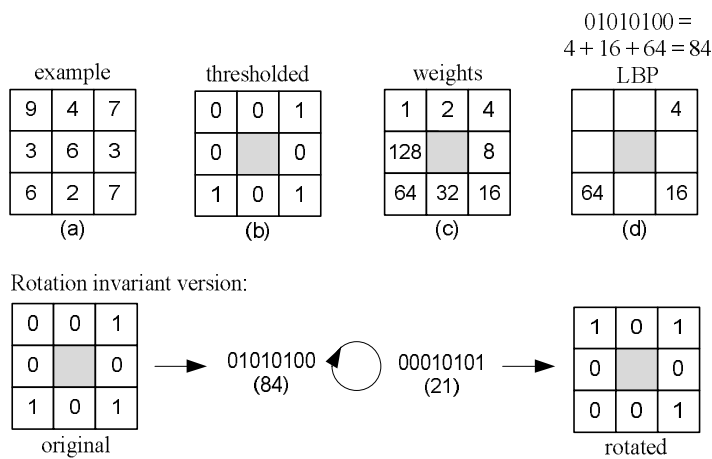 01010100 =
4 + 16 + 64 = 84
example thresholded weights LBP
9 4 7 0 0 1 1 2 4 4
3 6 3 0 0 128 8
6 2 7 1 0 1 64 32 16 64 16
(a) (b) (c) (d)
Rotation invariant version:
0 0 1 1 0 1
0 0 01010100 00010101 0 0
(84) (21)
1 0 1 0 0 1
original rotated